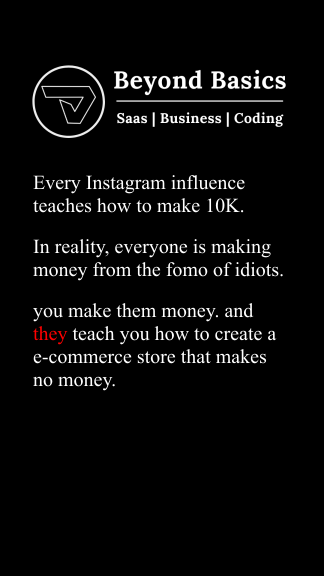 Beyond Basics
Saas | Business | Coding
Every Instagram influence
teaches how to make 10K.
In reality, everyone is making
money from the fomo of idiots.
you make them money. and
they teach you how to create a
e-commerce store that makes
no money.